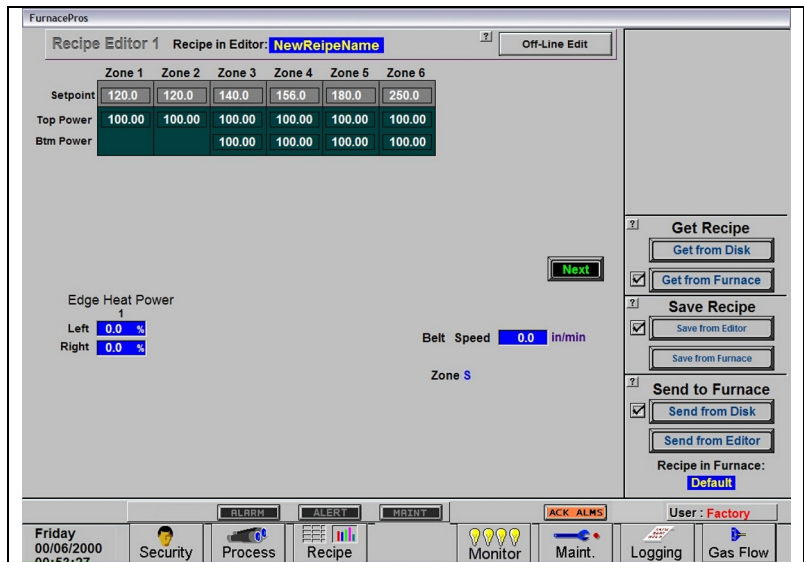 FurnacePros
Recipe Editor 1 Recipe in Editor: NewReipeName ? Off-Line Edit
Zone 1 Zone 2 Zone 3 Zone 4 Zone 5 Zone 6
Setpoint 120.0 120.0 140.0 156.0 180.0 250.0
Top Power 100.00 100.00 100.00 100.00 100.00 100.00
Btm Power 100.00 100.00 100.00 100.00
? Get Recipe
Get from Disk
Next
Get from Furnace
Edge Heat Power
1
Left 0.0 %
Right 0.0 %
Belt Speed 0.0 in/min
Zone S
? Save Recipe
Save from Editor
Save from Furnace
? Send to Furnace
Send from Disk
Send from Editor
Recipe in Furnace:
Default
ALARM ALERT MAINT ACK ALMS User : Factory
Friday
00/06/2000
Security Process Recipe Monitor Maint. Logging Gas Flow